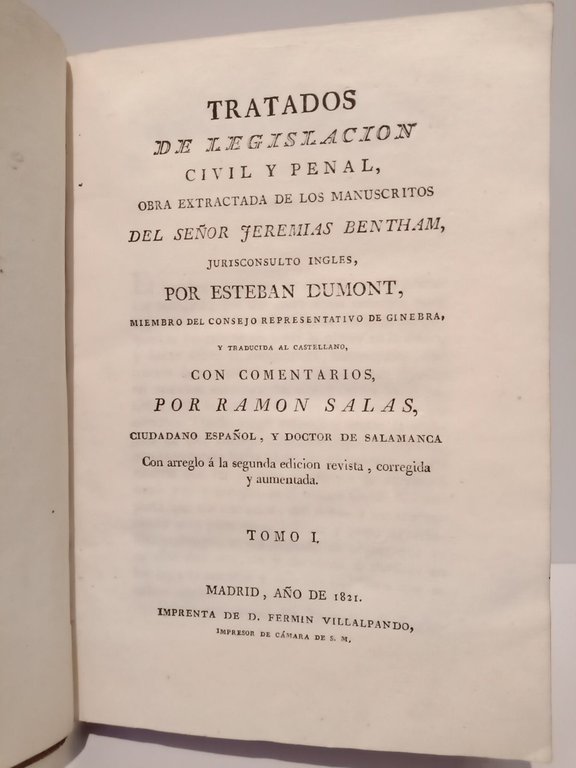 TRATADOS
DE LEGISLACION
CIVIL Y PENAL,
OBRA EXTRACTADA DE LOS MANUSCRITOS
DEL SEÑOR JEREMIAS BENTHAM,
JURISCONSULTO INGLES,
POR ESTEBAN DUMONT,
MIEMBRO DEL CONSEJO REPRESENTATIVO DE GINEBRA,
Y TRADUCIDA AL CASTELLANO,
CON COMENTARIOS,
POR RAMON SALAS,
CIUDADANO ESPAÑOL, Y DOCTOR DE SALAMANCA
Con arreglo á la segunda edicion revista, corregida
y aumentada.
TOMO I.
MADRID, AÑO DE 1821.
IMPRENTA DE D. FERMIN VILLALPANDO,
IMPRESOR DE CÁMARA DE S. M.